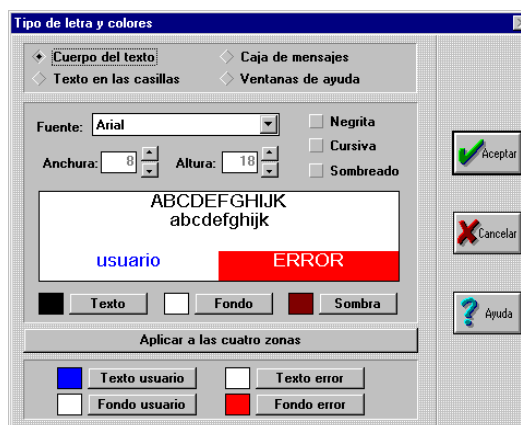 Tipo de letra y colores
Cuerpo del texto Caja de mensajes
Texto en las casillas Ventanas de ayuda
Fuente: Arial Negrita
Cursiva
Anchura: 8 Altura: 18 Sombreado
ABCDEFGHIJK
abcdefghijk
usuario ERROR
Texto Fondo Sombra
Aplicar a las cuatro zonas
Texto usuario Texto error
Fondo usuario Fondo error
Aceptar
Cancelar
Ayuda